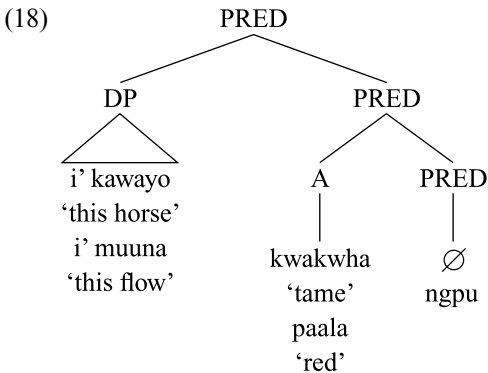 (18) PRED
DP PRED
i’ kawayo A PRED
‘this horse’
i’ muuna kwakwha ∅
‘this flow’ ‘tame’ ngpu
paala
‘red’